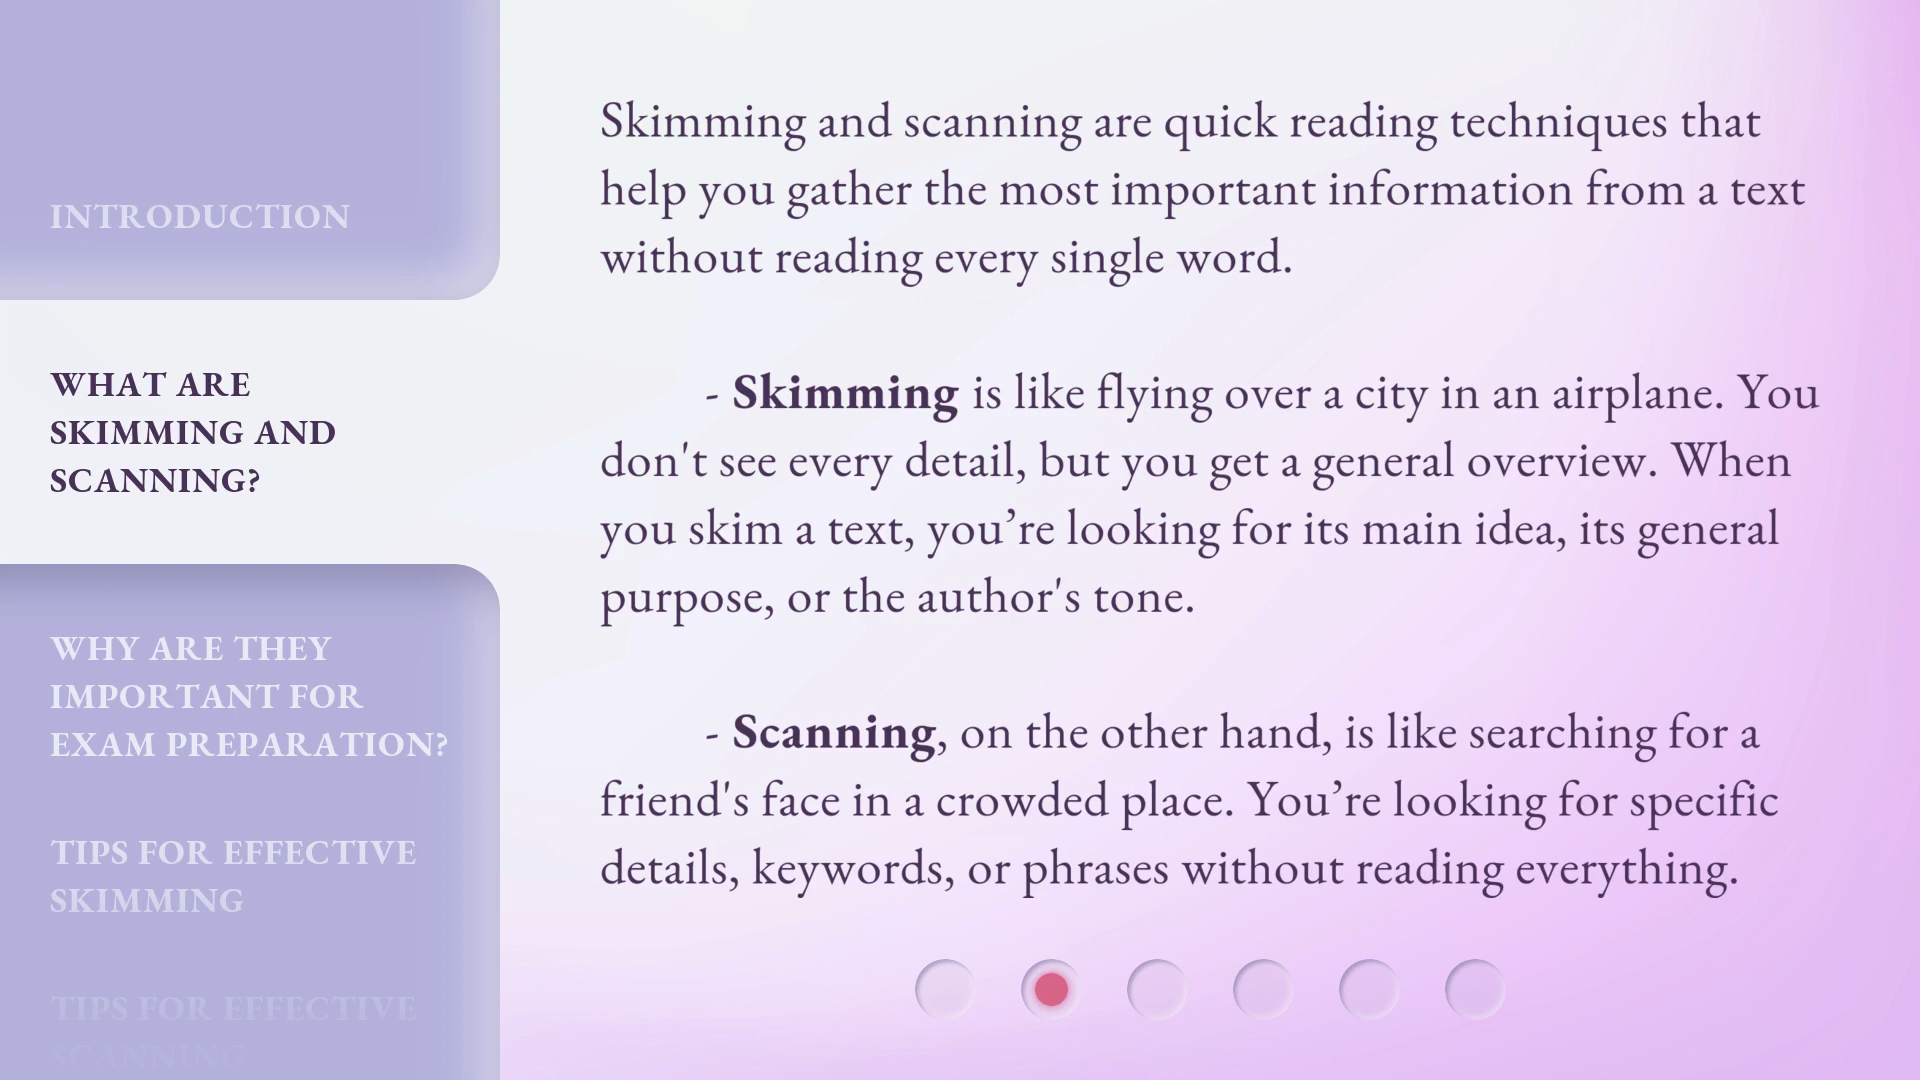 INTRODUCTION
WHAT ARE
SKIMMING AND
SCANNING?
WHY ARE THEY
IMPORTANT FOR
EXAM PREPARATION?
TIPS FOR EFFECTIVE
SKIMMING
TIPS FOR EFFECTIVE
SCANNING
Skimming and scanning are quick reading techniques that
help you gather the most important information from a text
without reading every single word.
- Skimming is like flying over a city in an airplane. You
don't see every detail, but you get a general overview. When
you skim a text, you’re looking for its main idea, its general
purpose, or the author's tone.
- Scanning, on the other hand, is like searching for a
friend's face in a crowded place. You’re looking for specific
details, keywords, or phrases without reading everything.